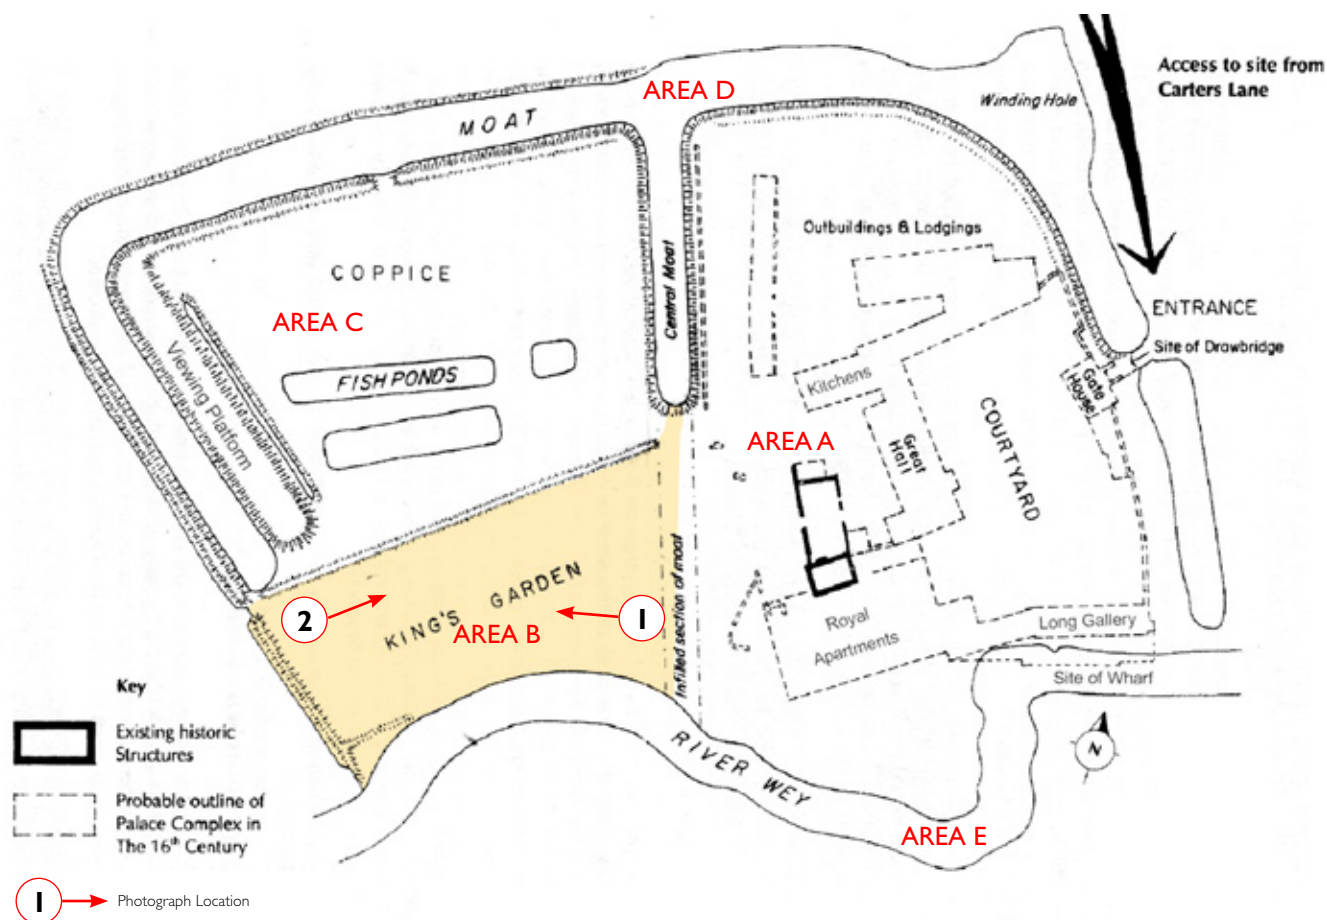 Access to site from
Carters Lane
AREA D
Winding Hole
MOAT
Outbuildings & Lodgings
COPPICE
Central Moat
ENTRANCE
AREA C
Site of Drawbridge
Viewing Platform
FISH PONDS
Kitchens
Gate
House
COURTYARD
AREA A
Great
Hall
KING'S GARDEN
2
1
AREA B
Infilled section of moat
Royal
Apartments
Long Gallery
Site of Wharf
Key
Existing historic
Structures
RIVER WEY
N
Probable outline of
Palace Complex in
The 16th Century
AREA E
1
Photograph Location